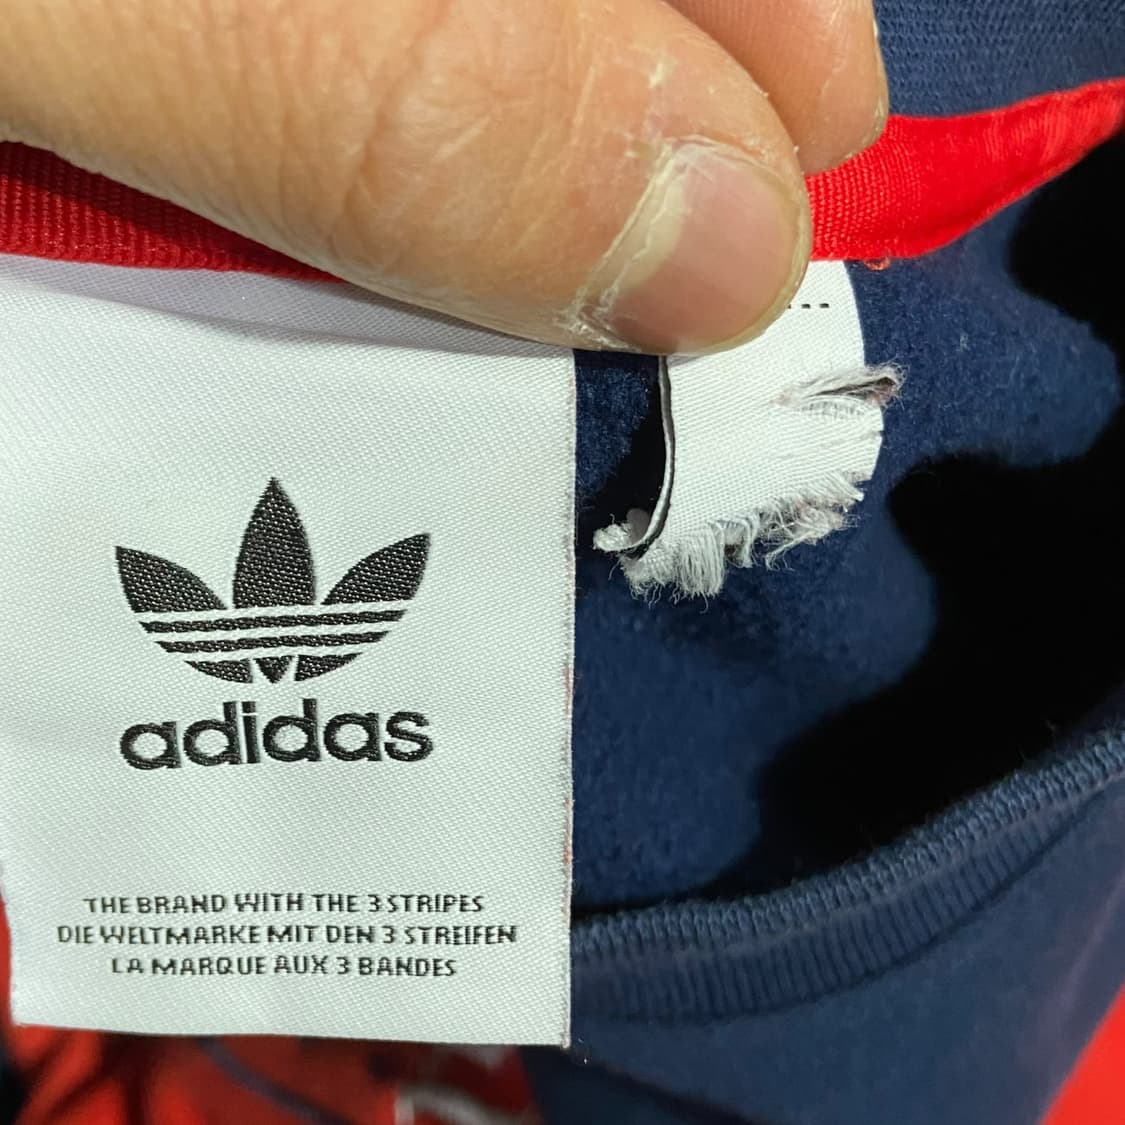 adidas
THE BRAND WITH THE 3 STRIPES
DIE WELTMARKE MIT DEN 3 STREIFEN
LA MARQUE AUX 3 BANDES